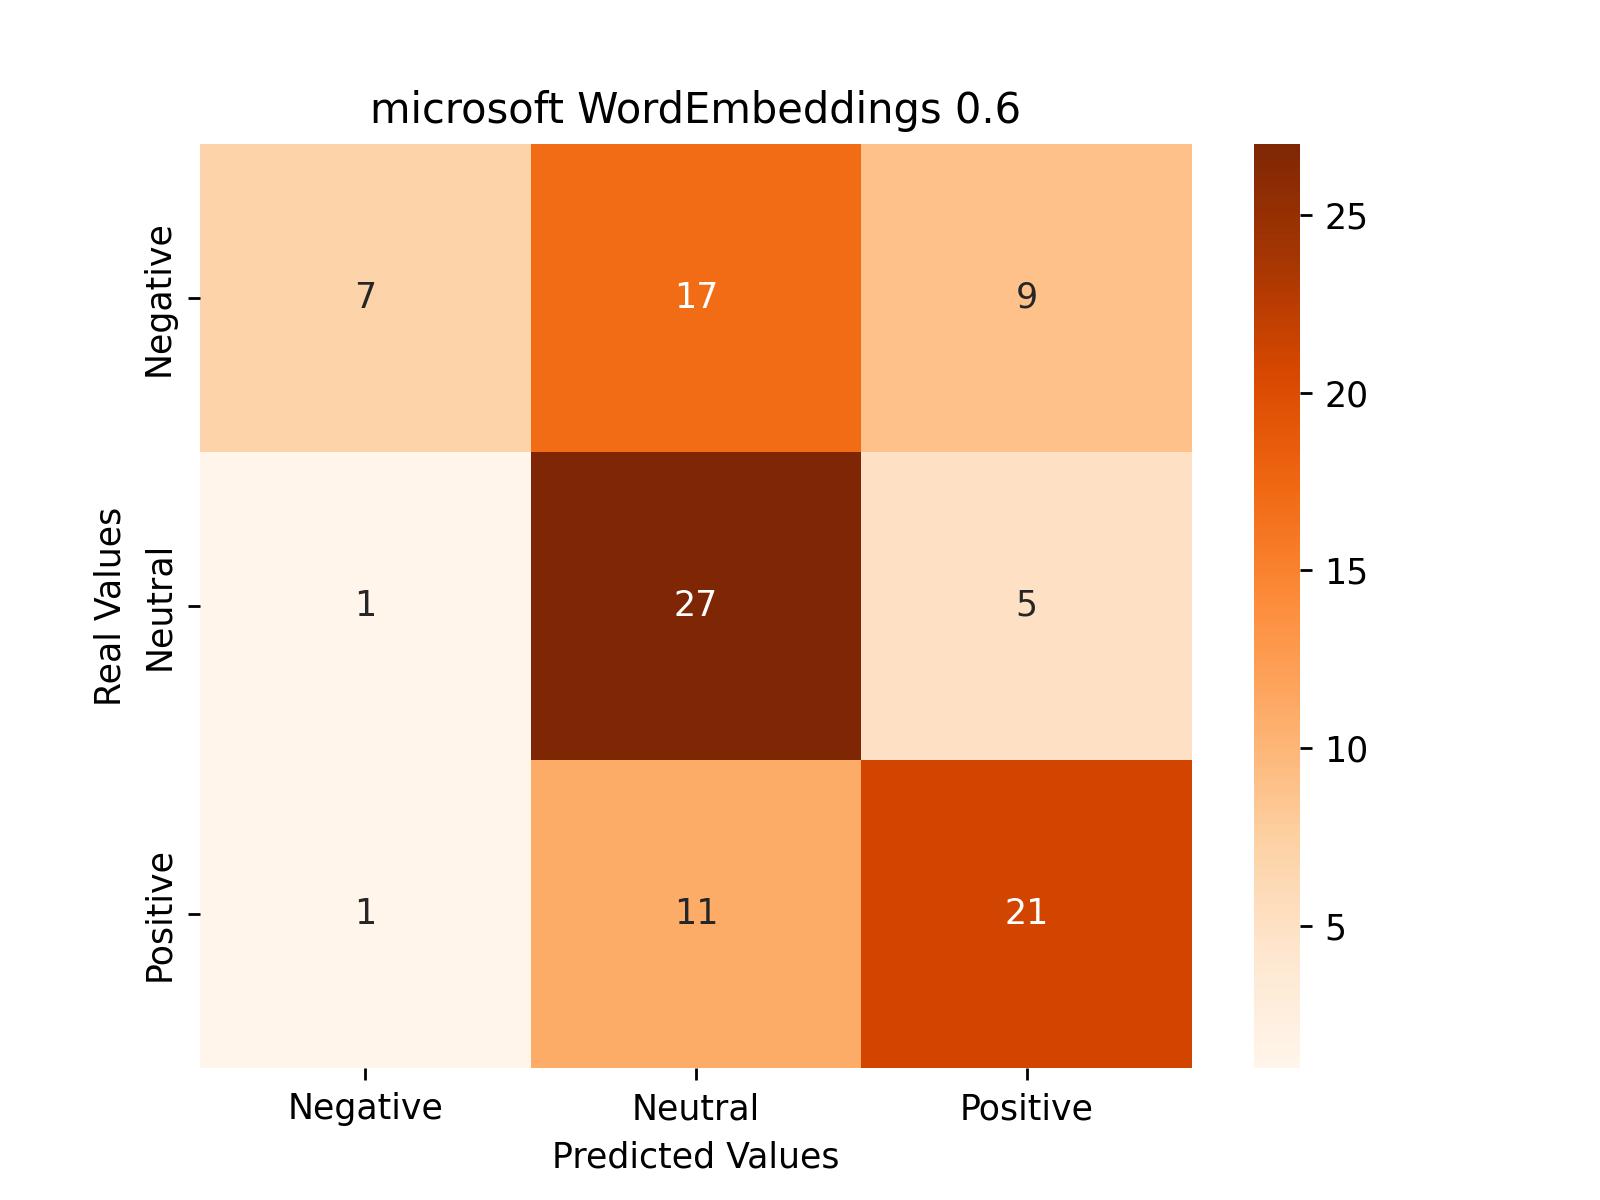 microsoft WordEmbeddings 0.6
Real Values
Negative
7 17 9
Neutral
1 27 5
Positive
1 11 21
Negative Neutral Positive
Predicted Values
25
20
15
10
5